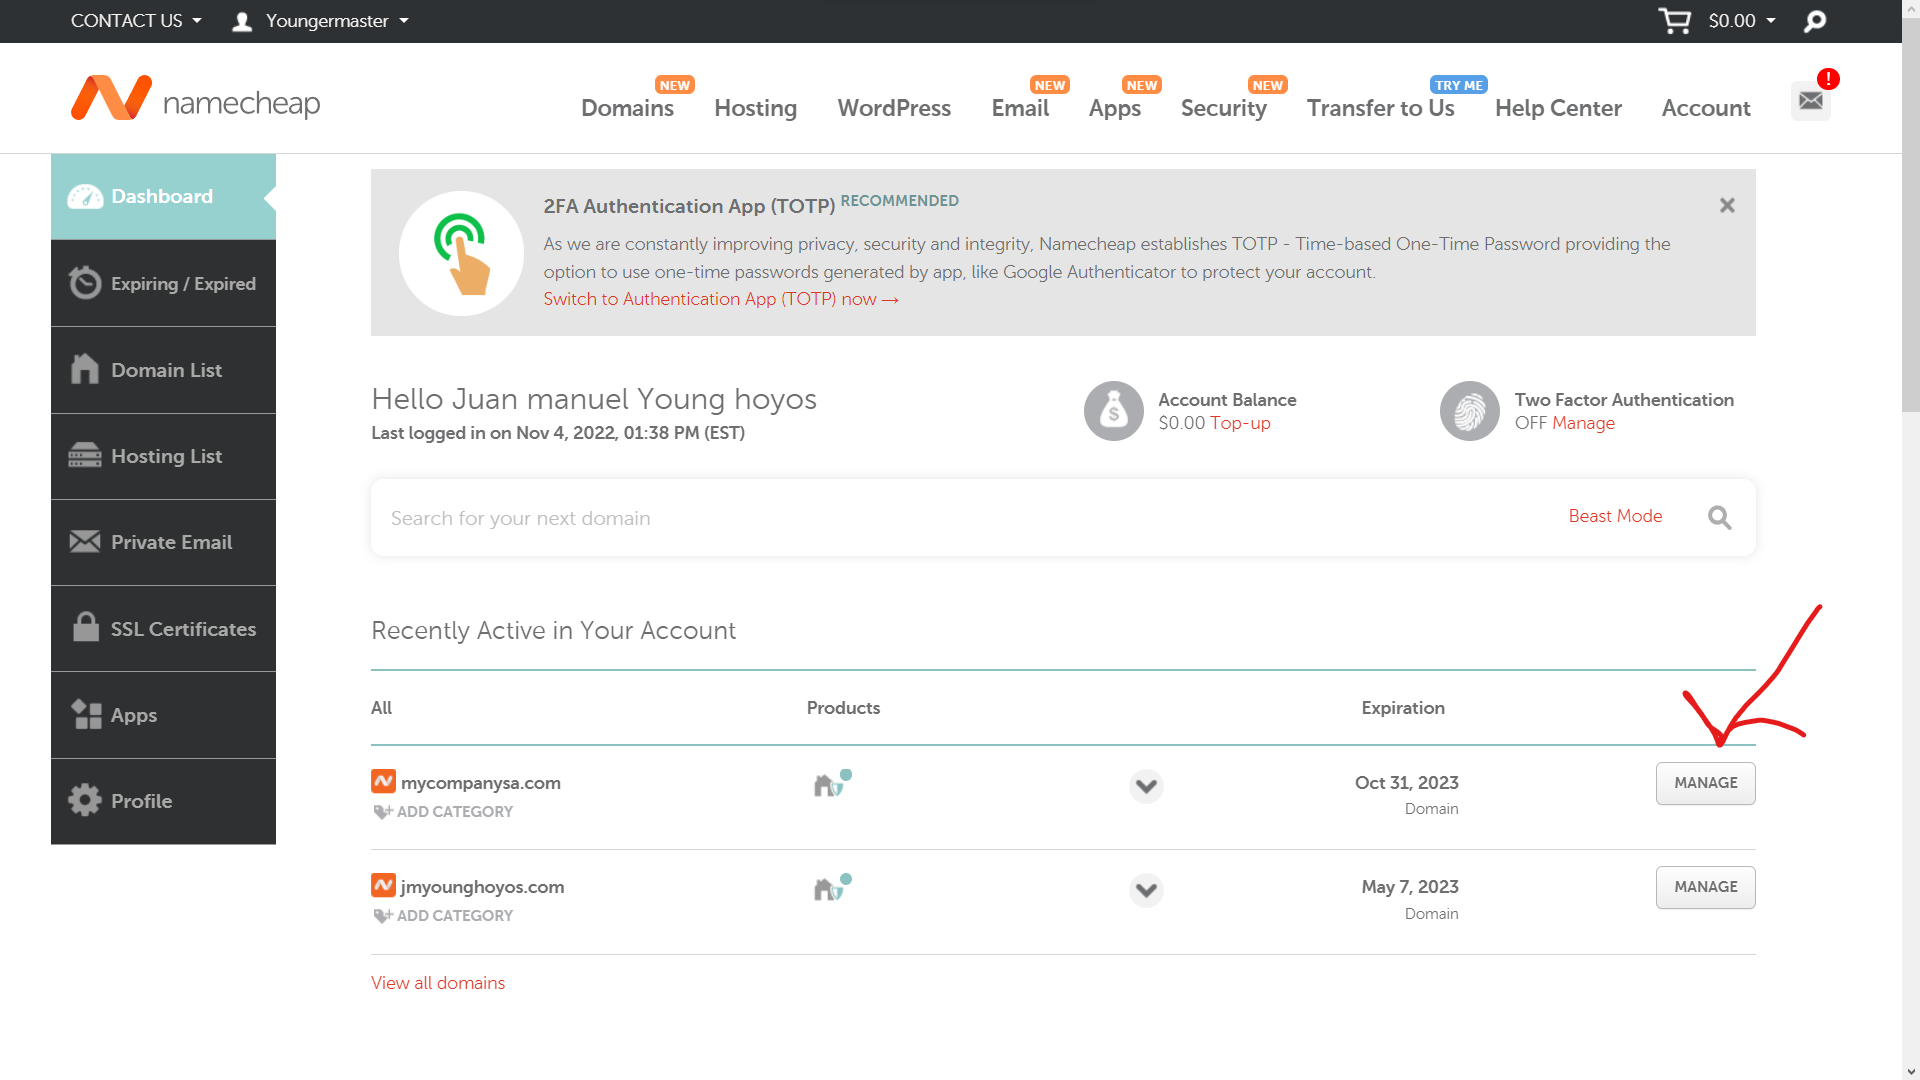 CONTACT US
Youngermaster
$0.00
namecheap
NEW
Domains
Hosting
WordPress
NEW
Email
NEW
Apps
NEW
Security
TRY ME
Transfer to Us
Help Center
Account
!
Dashboard
Expiring / Expired
Domain List
Hosting List
Private Email
SSL Certificates
Apps
Profile
2FA Authentication App (TOTP) RECOMMENDED
As we are constantly improving privacy, security and integrity, Namecheap establishes TOTP - Time-based One-Time Password providing the
option to use one-time passwords generated by app, like Google Authenticator to protect your account.
Switch to Authentication App (TOTP) now →
Hello Juan manuel Young hoyos
Last logged in on Nov 4, 2022, 01:38 PM (EST)
$
Account Balance
$0.00 Top-up
Two Factor Authentication
OFF Manage
Search for your next domain
Beast Mode
Recently Active in Your Account
All
Products
Expiration
mycompanysa.com
ADD CATEGORY
Oct 31, 2023
Domain
MANAGE
jmyounghoyos.com
ADD CATEGORY
May 7, 2023
Domain
MANAGE
View all domains